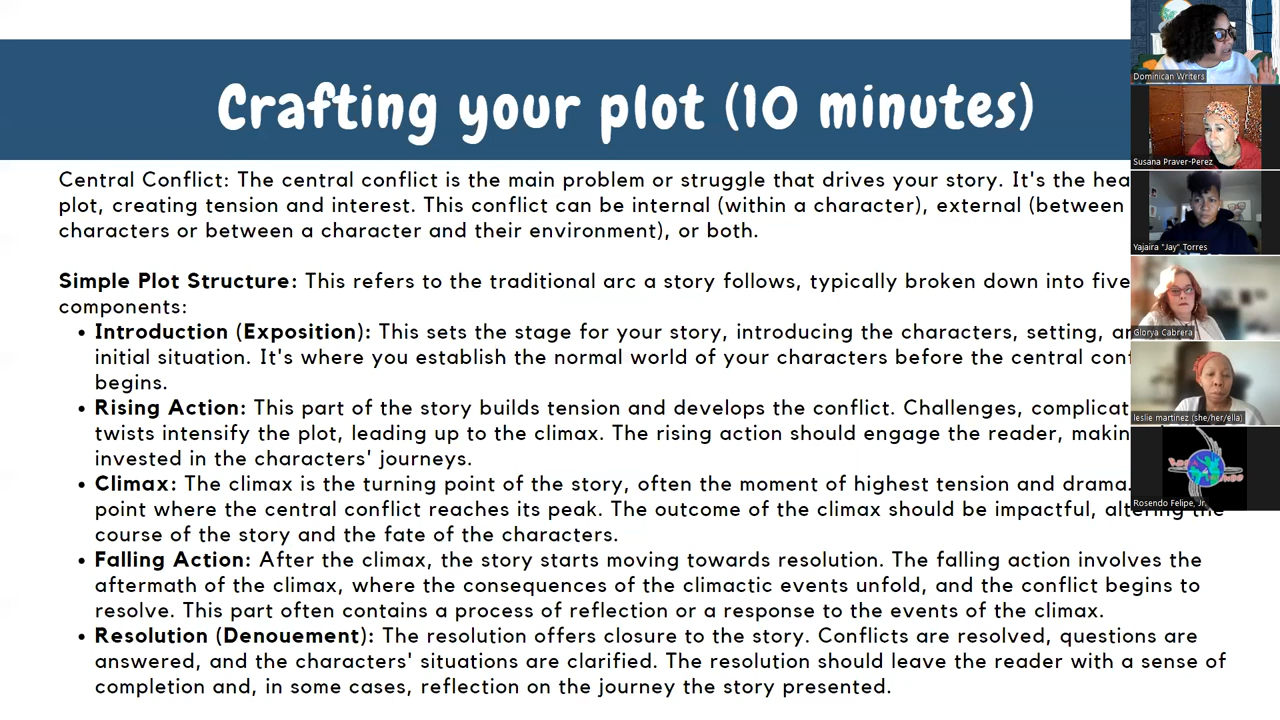 Crafting your plot (10 minutes)
Central Conflict: The central conflict is the main problem or struggle that drives your story. It's the hea
plot, creating tension and interest. This conflict can be internal (within a character), external (between
characters or between a character and their environment), or both.
Simple Plot Structure: This refers to the traditional arc a story follows, typically broken down into five
components:
• Introduction (Exposition): This sets the stage for your story, introducing the characters, setting, an
initial situation. It's where you establish the normal world of your characters before the central conf
begins.
• Rising Action: This part of the story builds tension and develops the conflict. Challenges, complicat
twists intensify the plot, leading up to the climax. The rising action should engage the reader, makin
invested in the characters' journeys.
• Climax: The climax is the turning point of the story, often the moment of highest tension and drama.
point where the central conflict reaches its peak. The outcome of the climax should be impactful, altering the
course of the story and the fate of the characters.
• Falling Action: After the climax, the story starts moving towards resolution. The falling action involves the
aftermath of the climax, where the consequences of the climactic events unfold, and the conflict begins to
resolve. This part often contains a process of reflection or a response to the events of the climax.
• Resolution (Denouement): The resolution offers closure to the story. Conflicts are resolved, questions are
answered, and the characters' situations are clarified. The resolution should leave the reader with a sense of
completion and, in some cases, reflection on the journey the story presented.
Dominican Writers
Susana Praver-Perez
Yajaira "Jay" Torres
Glorya Cabrera
leslie martinez (she/her/ella)
Rosendo Felipe, Jr.